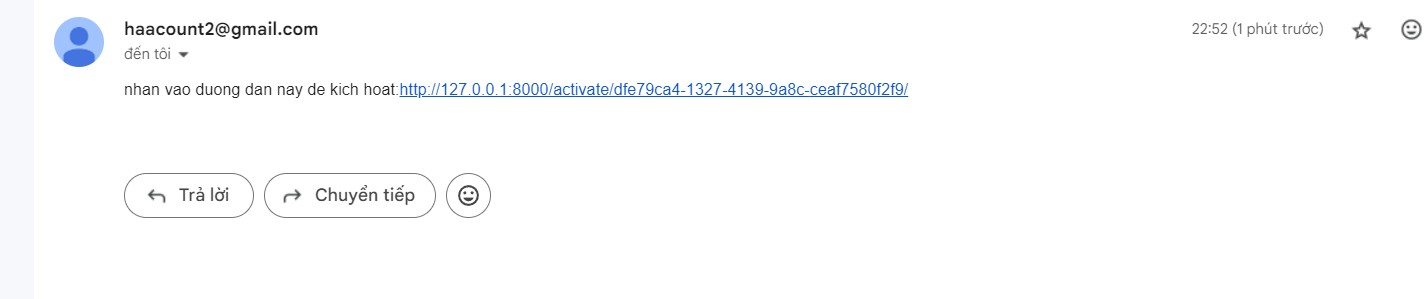 haacount2@gmail.com
22:52 (1 phút trước)
đến tôi
nhan vao duong dan nay de kich hoat:http://127.0.0.1:8000/activate/dfe79ca4-1327-4139-9a8c-ceaf7580f2f9/
Trả lời
Chuyển tiếp